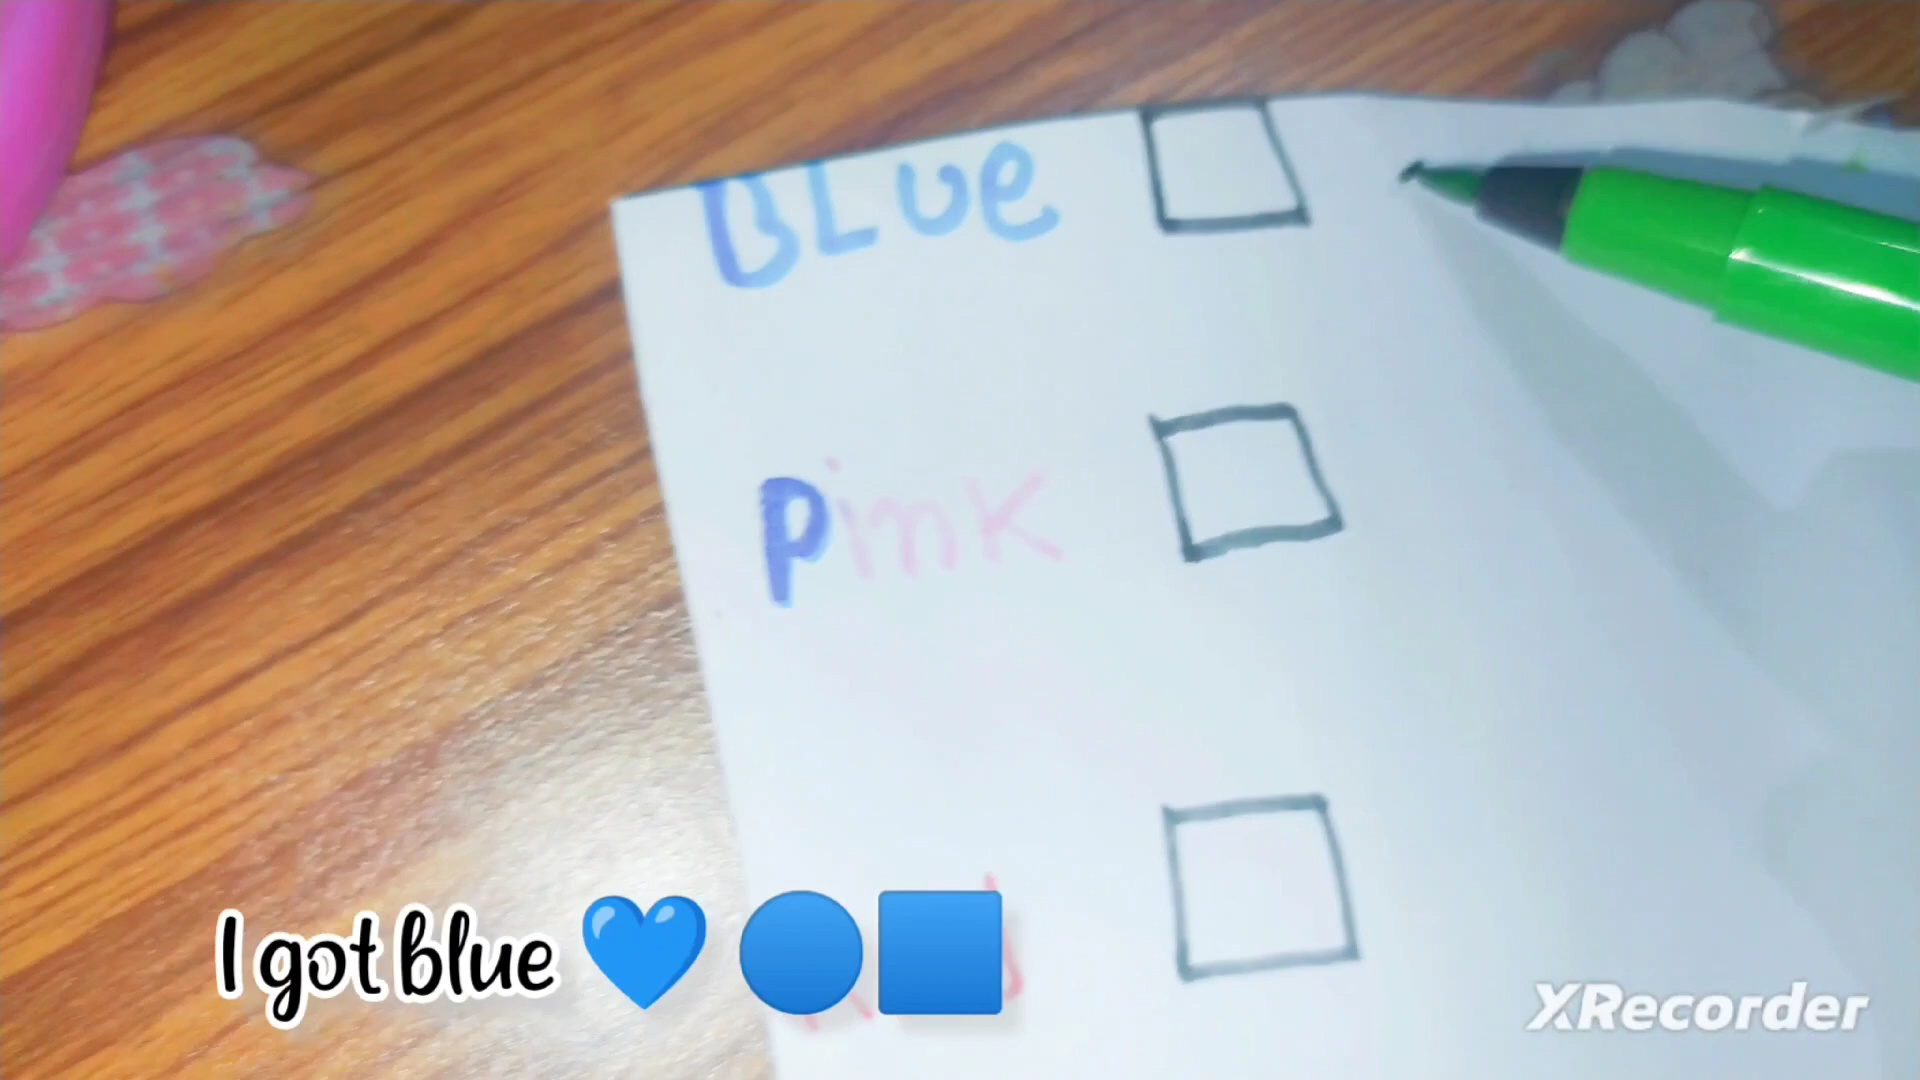 BLue
pink
I got blue 💙 🔵 🟦
XRecorder